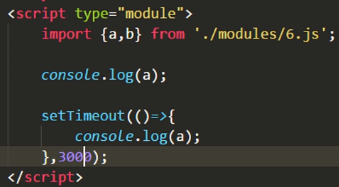 <script type="module">
import {a,b} from './modules/6.js';
console.log(a);
setTimeout(()=>{
console.log(a);
},3000);
</script>